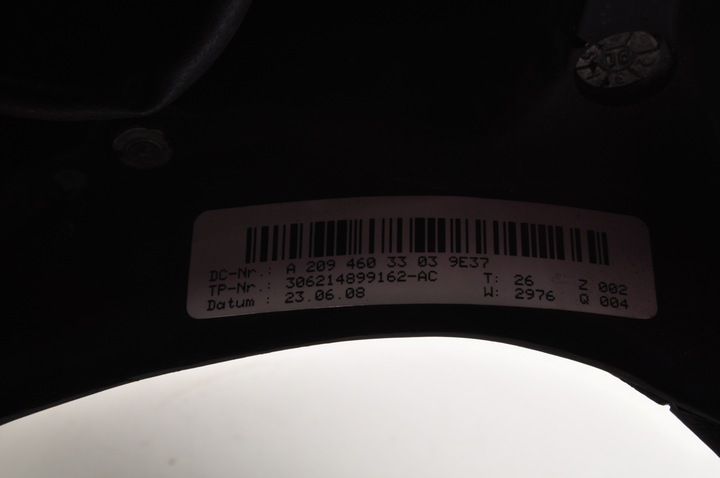 DC-Nr.: A 209 460 33 03 9E37
TP-Nr.: 306214899162-AC T: 26 Z 002
Datum : 23.06.08 W: 2976 Q 004